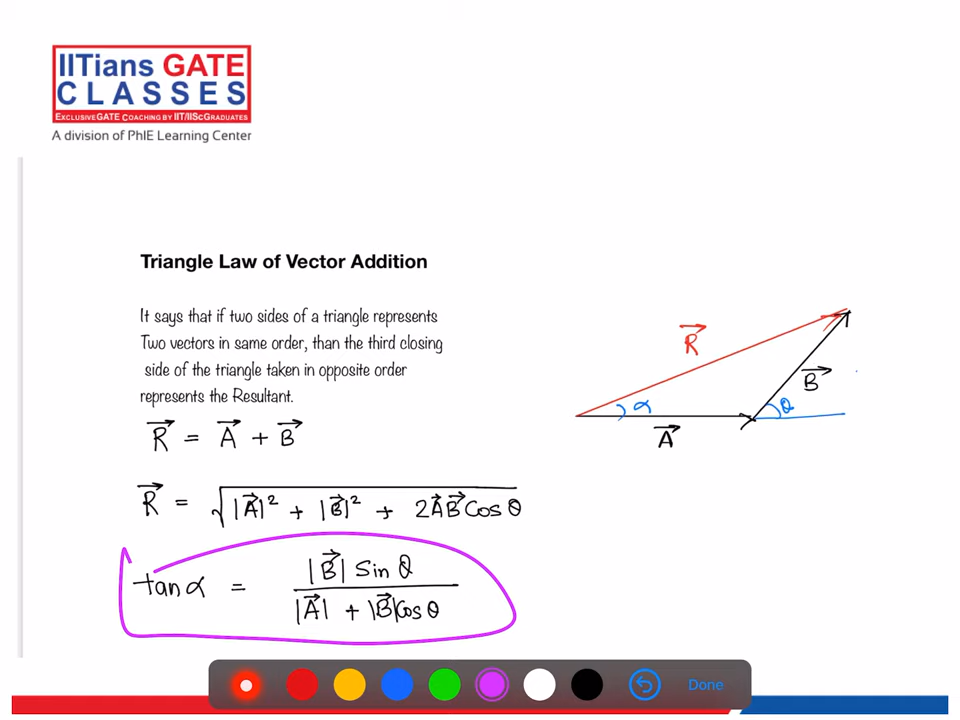 IITians GATE
CLASSES
EXCLUSIVE GATE COACHING BY IIT/IISc GRADUATES
A division of PhIE Learning Center
Triangle Law of Vector Addition
It says that if two sides of a triangle represents
Two vectors in same order, than the third closing
side of the triangle taken in opposite order
represents the Resultant.
R⃗ = A⃗ + B⃗
R⃗ = √(|A⃗|² + |B⃗|² + 2A⃗B⃗ Cos θ)
tan α = |B⃗| Sin θ / (|A⃗| + |B⃗| Cos θ)
R⃗
α
A⃗
B⃗
θ
Done